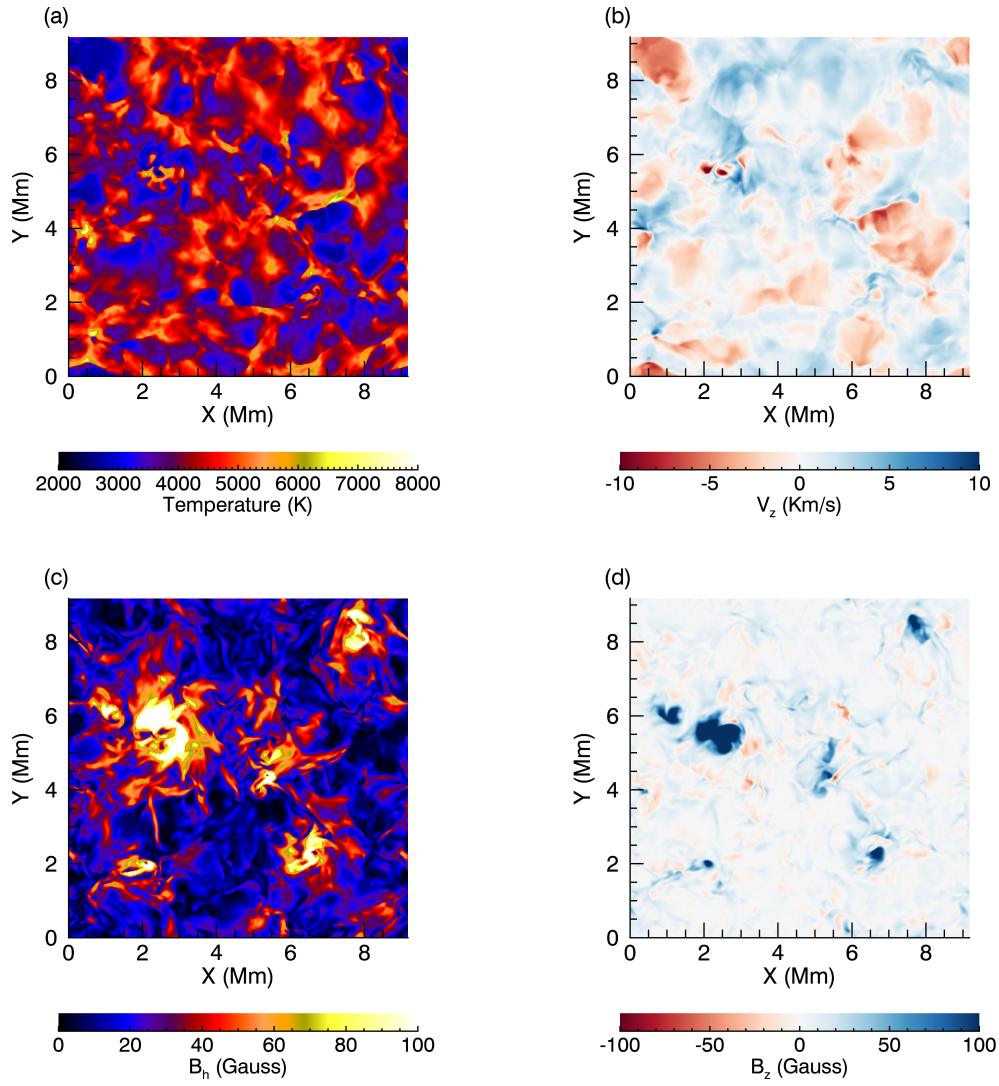 (a)
8
6
4
2
0
Y (Mm)
0 2 4 6 8
X (Mm)
2000 3000 4000 5000 6000 7000 8000
Temperature (K)
(b)
8
6
4
2
0
Y (Mm)
0 2 4 6 8
X (Mm)
-10 -5 0 5 10
V_z (Km/s)
(c)
8
6
4
2
0
Y (Mm)
0 2 4 6 8
X (Mm)
0 20 40 60 80 100
B_h (Gauss)
(d)
8
6
4
2
0
Y (Mm)
0 2 4 6 8
X (Mm)
-100 -50 0 50 100
B_z (Gauss)